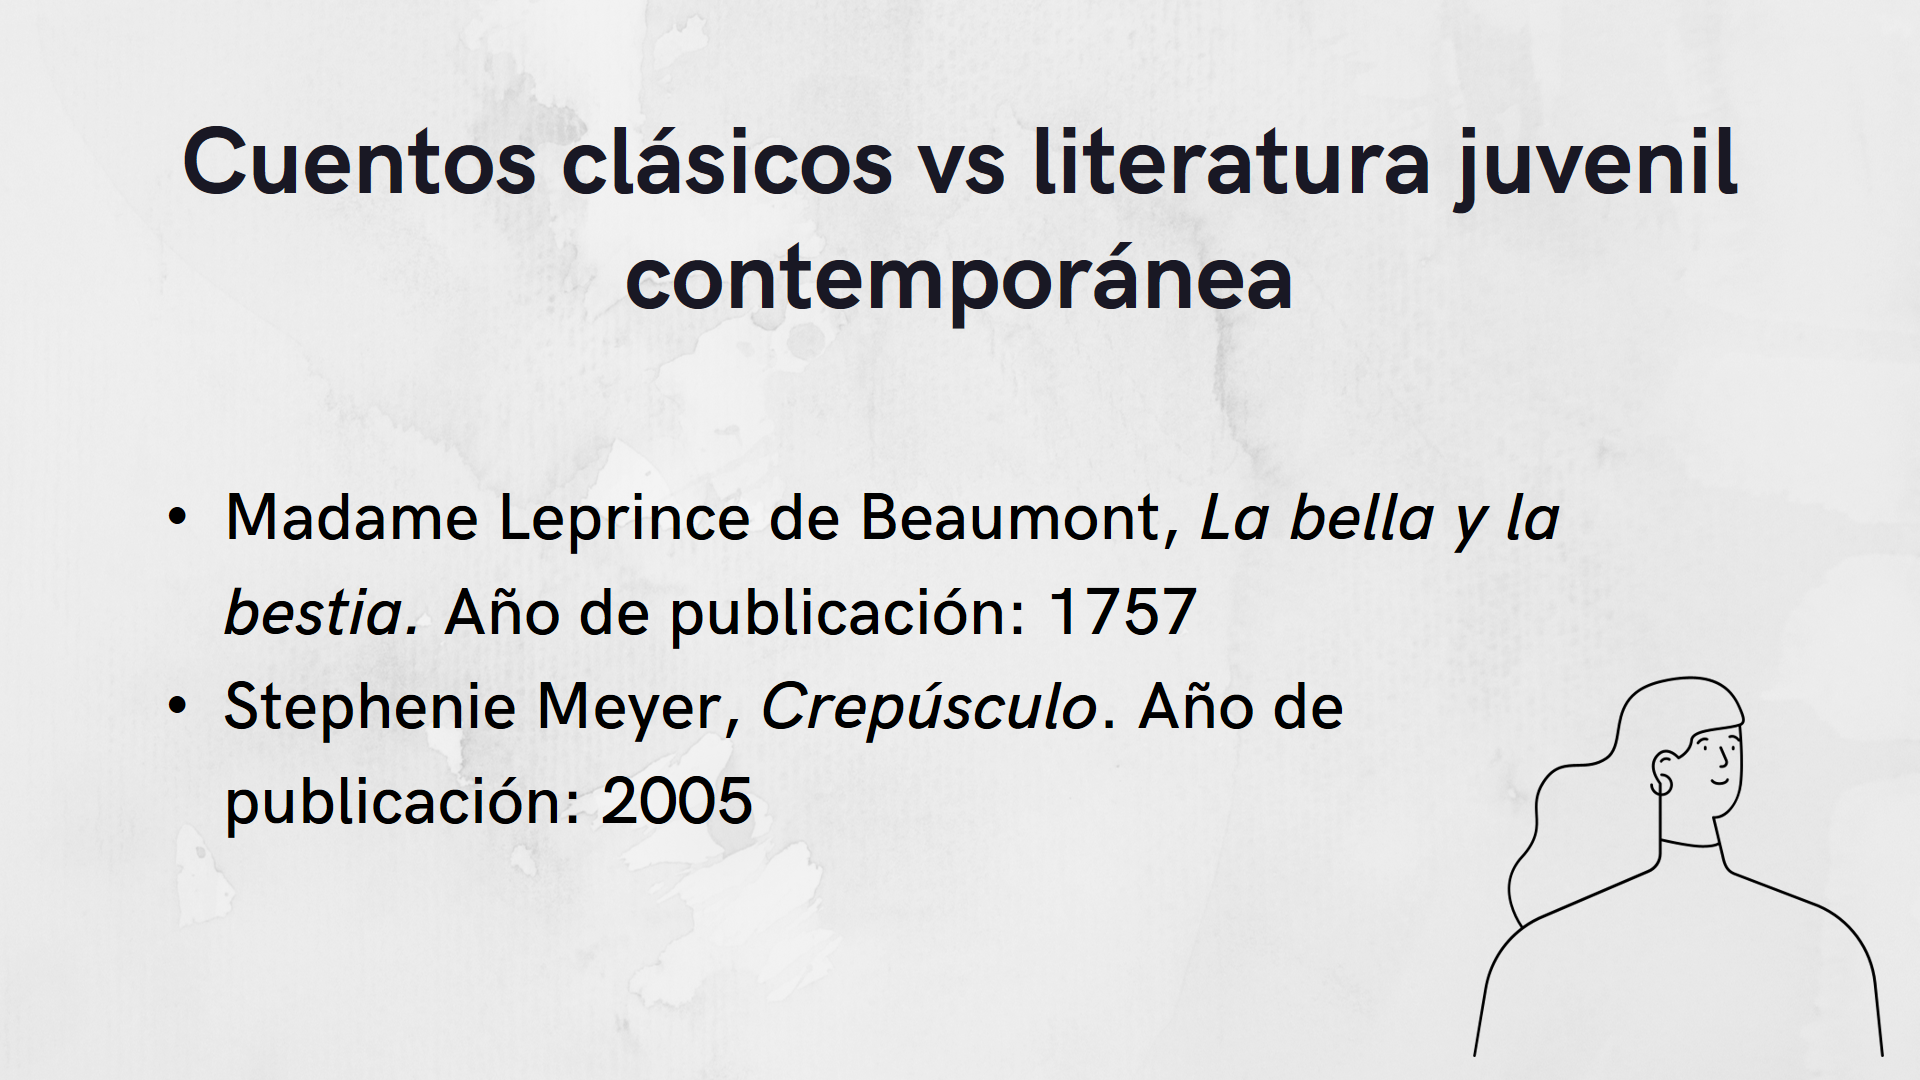 Cuentos clásicos vs literatura juvenil
contemporánea
• Madame Leprince de Beaumont, La bella y la
bestia. Año de publicación: 1757
• Stephenie Meyer, Crepúsculo. Año de
publicación: 2005